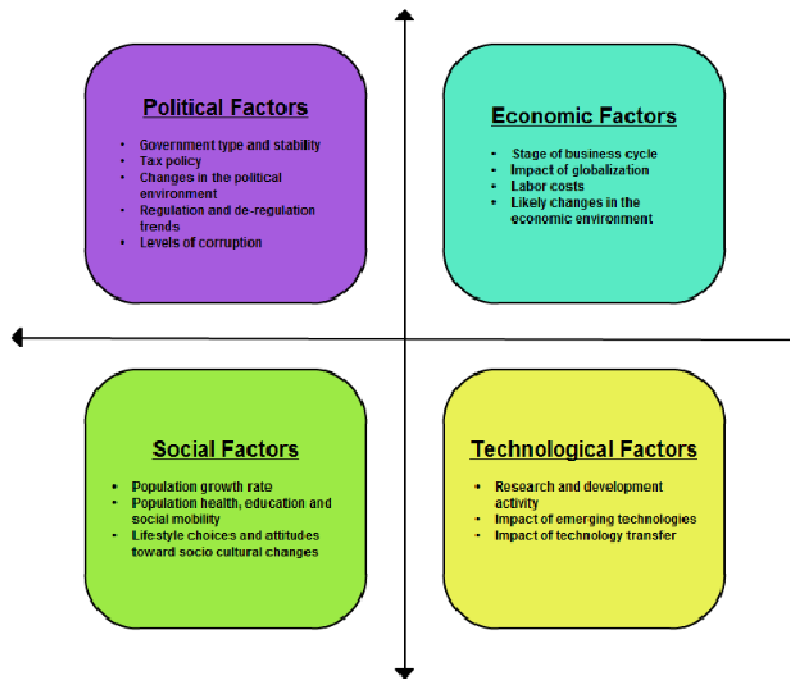 Political Factors
• Government type and stability
• Tax policy
• Changes in the political
environment
• Regulation and de-regulation
trends
• Levels of corruption
Economic Factors
• Stage of business cycle
• Impact of globalization
• Labor costs
• Likely changes in the
economic environment
Social Factors
• Population growth rate
• Population health, education and
social mobility
• Lifestyle choices and attitudes
toward socio cultural changes
Technological Factors
• Research and development
activity
• Impact of emerging technologies
• Impact of technology transfer